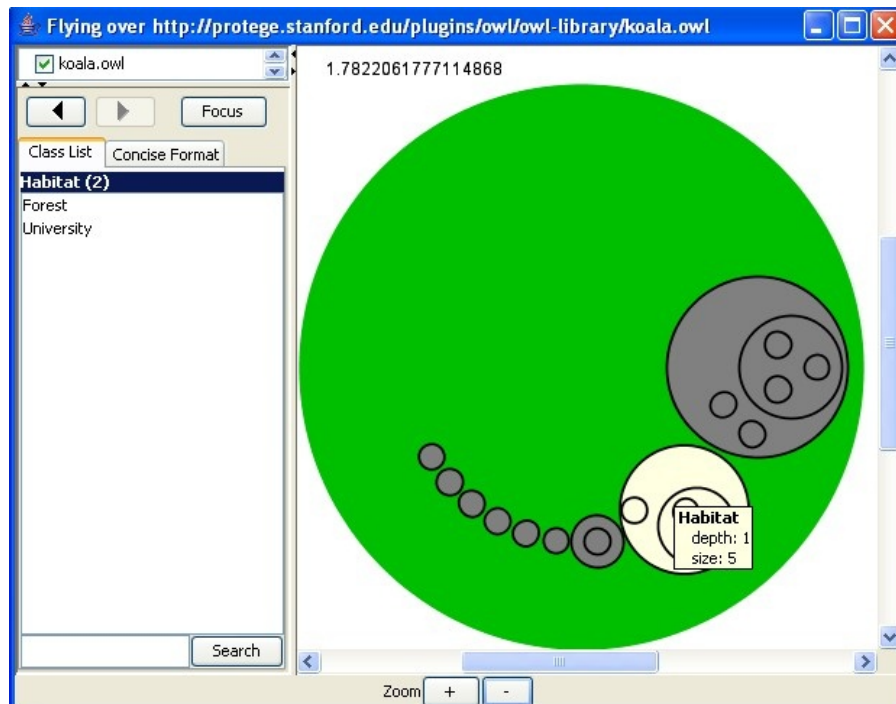 Flying over http://protege.stanford.edu/plugins/owl/owl-library/koala.owl
koala.owl
1.7822061777114868
Focus
Class List
Concise Format
Habitat (2)
Forest
University
Habitat
depth: 1
size: 5
Search
Zoom + -